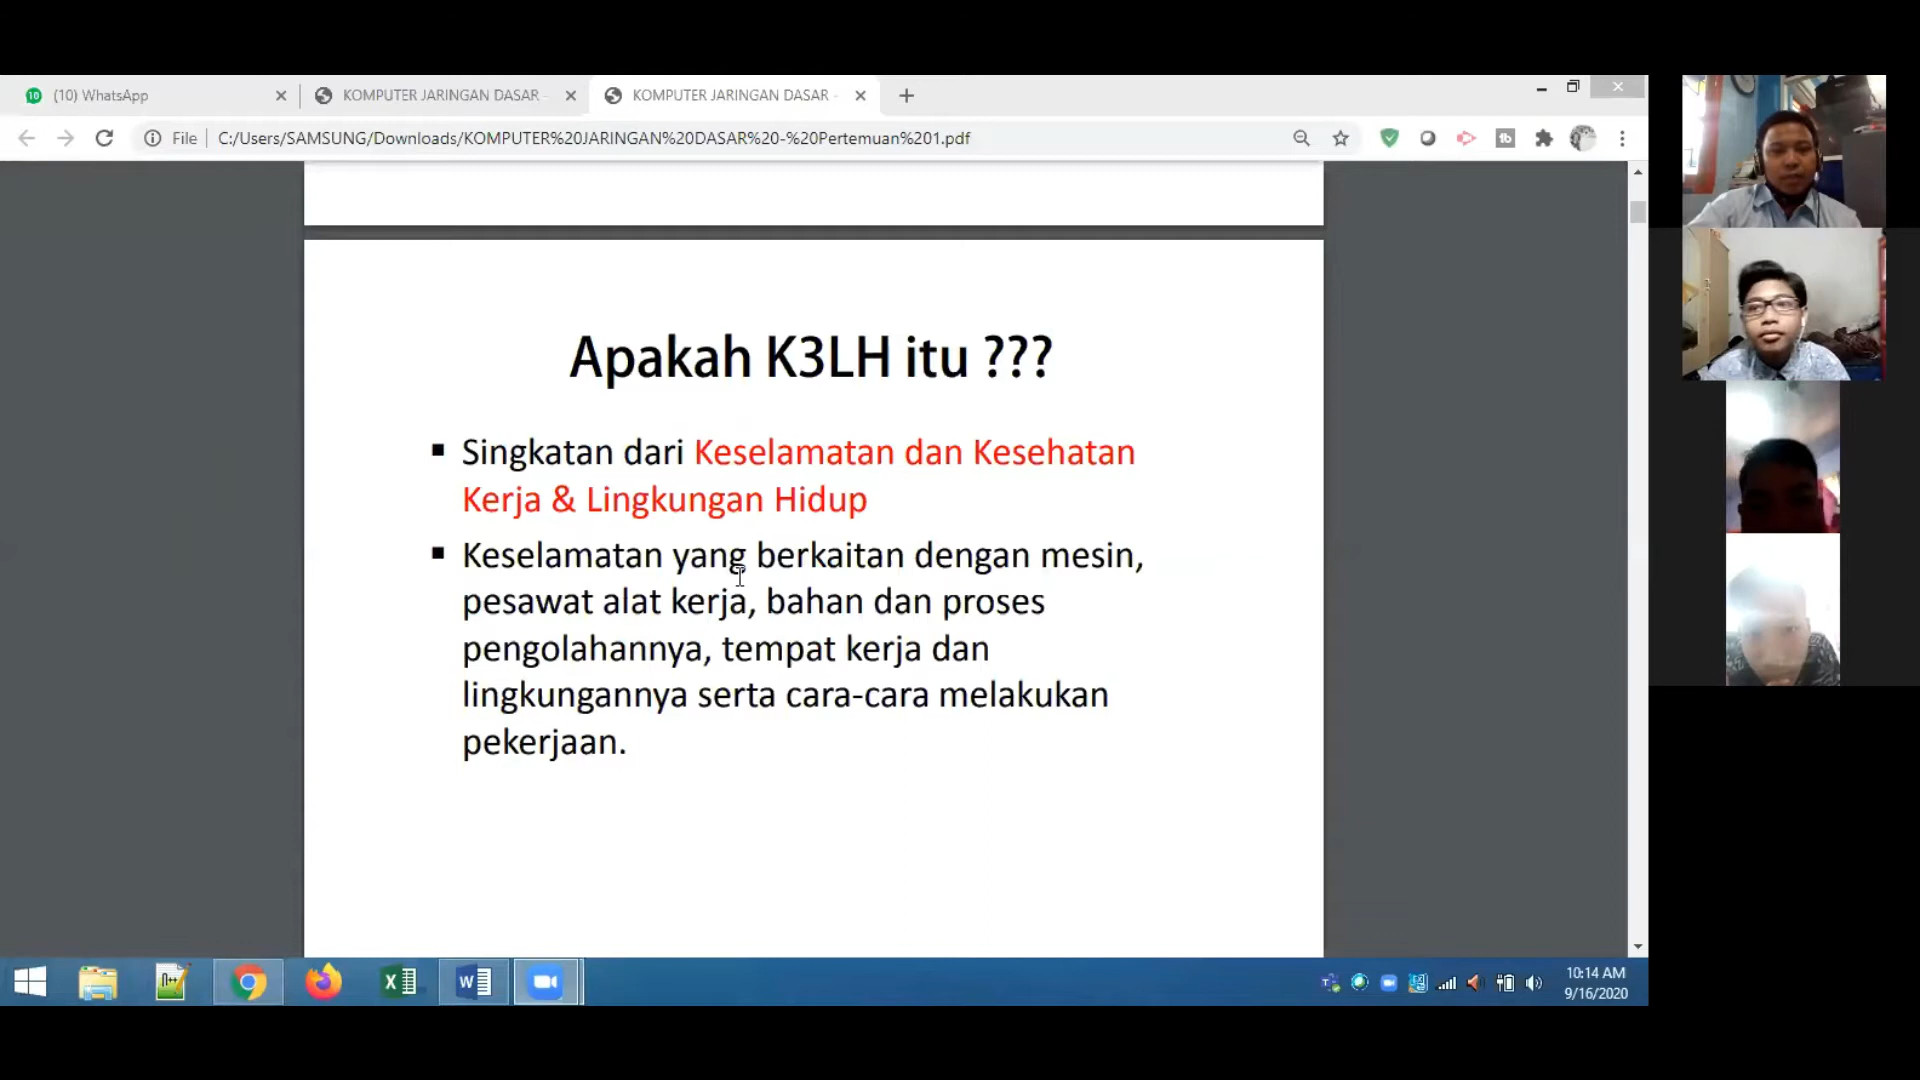 (10) WhatsApp
KOMPUTER JARINGAN DASAR -
KOMPUTER JARINGAN DASAR -
File
C:/Users/SAMSUNG/Downloads/KOMPUTER%20JARINGAN%20DASAR%20-%20Pertemuan%201.pdf
Apakah K3LH itu ???
Singkatan dari Keselamatan dan Kesehatan
Kerja & Lingkungan Hidup
Keselamatan yang berkaitan dengan mesin,
pesawat alat kerja, bahan dan proses
pengolahannya, tempat kerja dan
lingkungannya serta cara-cara melakukan
pekerjaan.
10:14 AM
9/16/2020